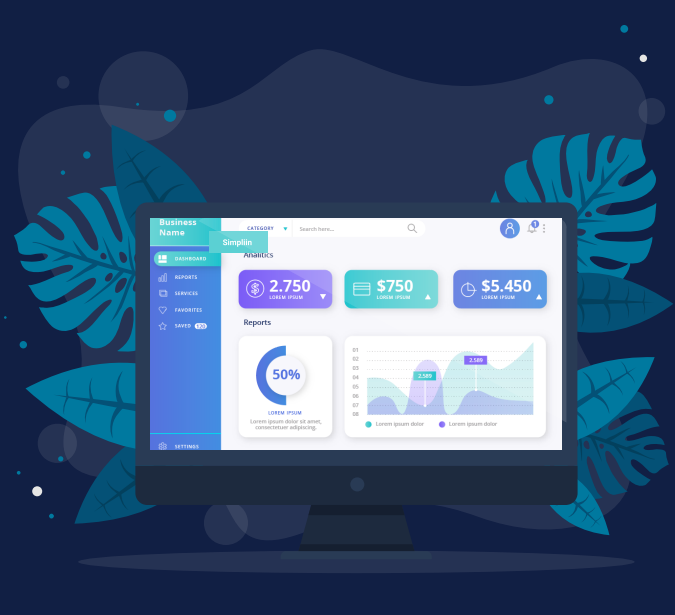 Business
Name
CATEGORY
Search here...
1
Simpliin
Analitics
DASHBOARD
REPORTS
SERVICES
FAVORITES
SAVED
SETTINGS
2.750
LOREM IPSUM
$750
LOREM IPSUM
$5.450
LOREM IPSUM
Reports
50%
LOREM IPSUM
Lorem ipsum dolor sit amet,
consectetuer adipiscing.
01
02
03
04
05
06
07
08
2.589
2.589
Lorem ipsum dolor
Lorem ipsum dolor